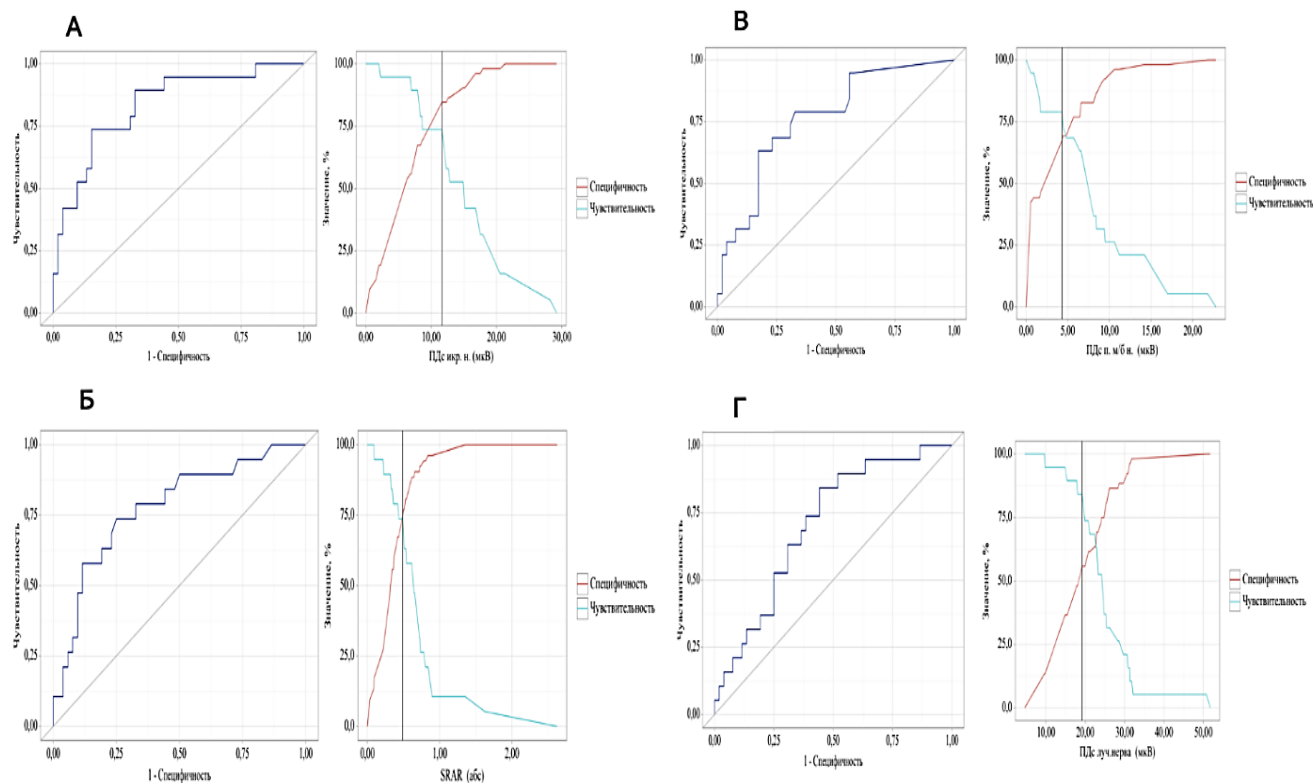 А
1,00
0,75
0,50
0,25
0,00
Чувствительность
0,00 0,25 0,50 0,75 1,00
1 - Специфичность
100,0
75,0
50,0
25,0
0,0
Значение, %
0,00 10,00 20,00 30,00
ПДс икр. н. (мкВ)
Специфичность
Чувствительность
В
1,00
0,75
0,50
0,25
0,00
Чувствительность
0,00 0,25 0,50 0,75 1,00
1 - Специфичность
100,0
75,0
50,0
25,0
0,0
Значение, %
0,00 5,00 10,00 20,00
ПДс п. м/б н. (мкВ)
Специфичность
Чувствительность
Б
1,00
0,75
0,50
0,25
0,00
Чувствительность
0,00 0,25 0,50 0,75 1,00
1 - Специфичность
100,0
75,0
50,0
25,0
0,0
Значение, %
0,00 1,00 2,00
SRAR (абс)
Специфичность
Чувствительность
Г
1,00
0,75
0,50
0,25
0,00
Чувствительность
0,00 0,25 0,50 0,75 1,00
1 - Специфичность
100,0
75,0
50,0
25,0
0,0
Значение, %
10,00 20,00 30,00 40,00 50,00
ПДс луч.нерва (мкВ)
Специфичность
Чувствительность